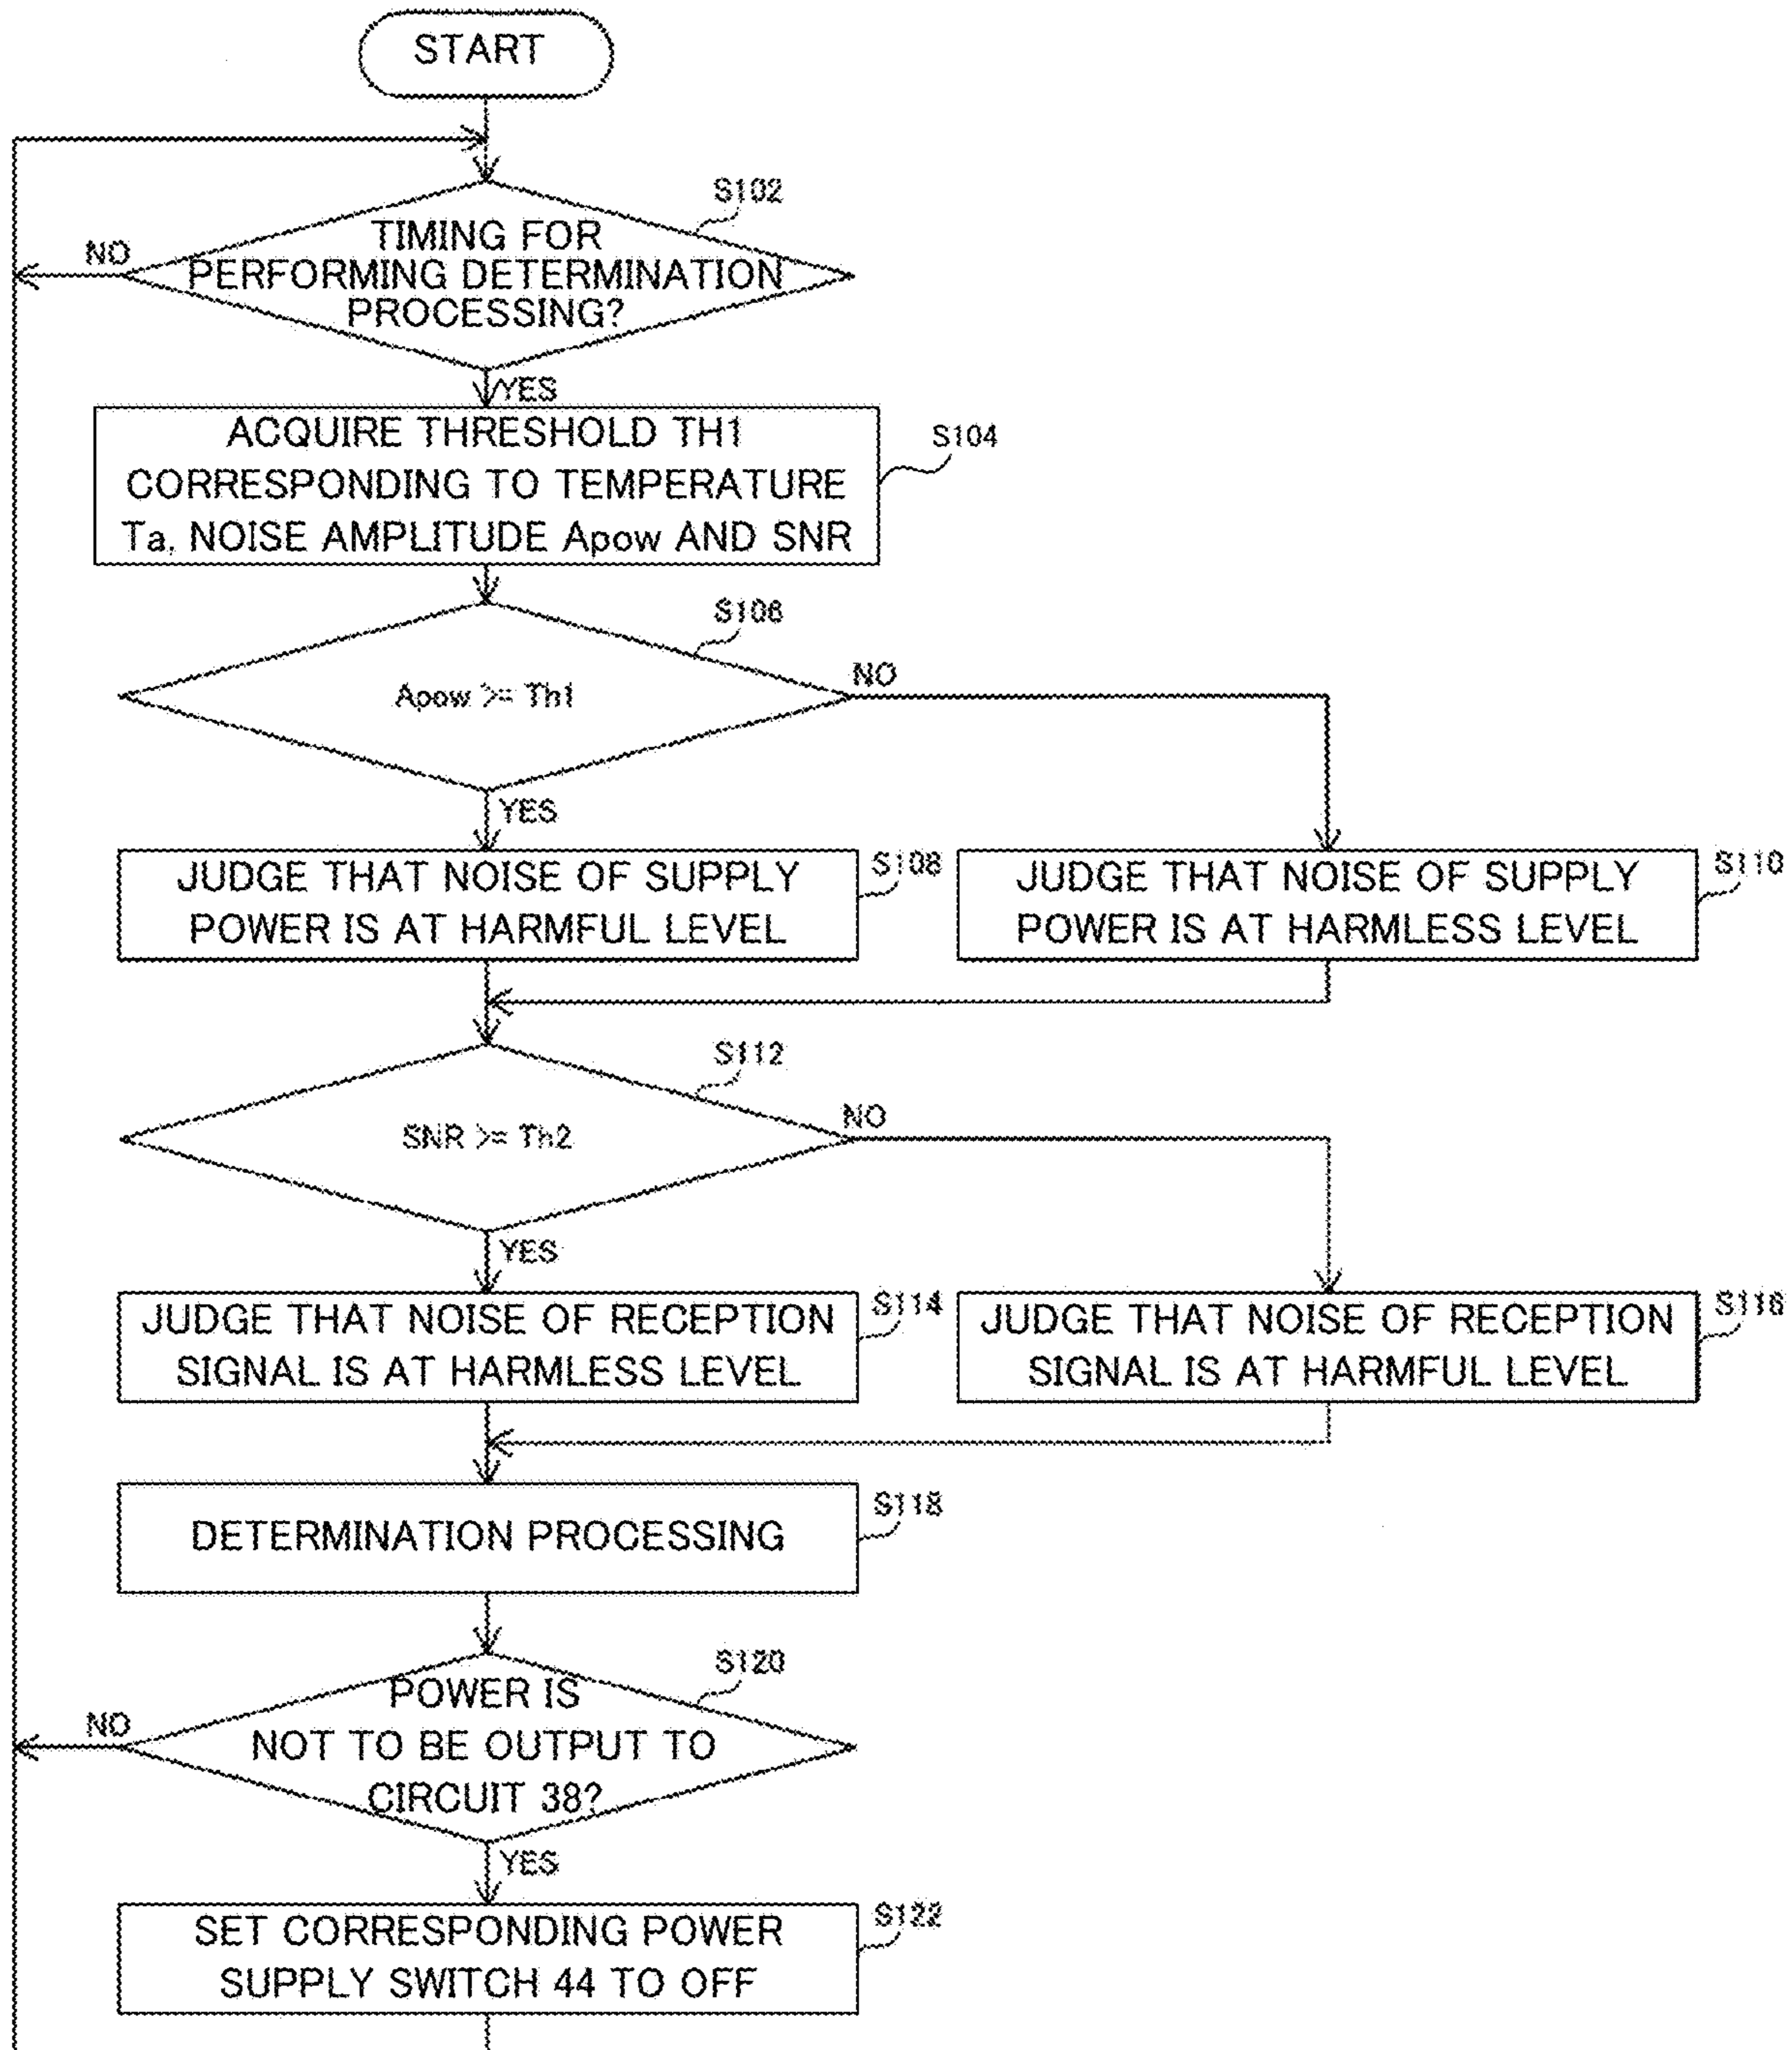 START
S102
TIMING FOR
PERFORMING DETERMINATION
PROCESSING?
NO
YES
ACQUIRE THRESHOLD TH1
CORRESPONDING TO TEMPERATURE
Ta, NOISE AMPLITUDE Apow AND SNR
S104
S106
Apow >= Th1
NO
YES
JUDGE THAT NOISE OF SUPPLY
POWER IS AT HARMFUL LEVEL
S108
JUDGE THAT NOISE OF SUPPLY
POWER IS AT HARMLESS LEVEL
S110
S112
SNR >= Th2
NO
YES
JUDGE THAT NOISE OF RECEPTION
SIGNAL IS AT HARMLESS LEVEL
S114
JUDGE THAT NOISE OF RECEPTION
SIGNAL IS AT HARMFUL LEVEL
S116
DETERMINATION PROCESSING
S118
S120
POWER IS
NOT TO BE OUTPUT TO
CIRCUIT 38?
NO
YES
SET CORRESPONDING POWER
SUPPLY SWITCH 44 TO OFF
S122